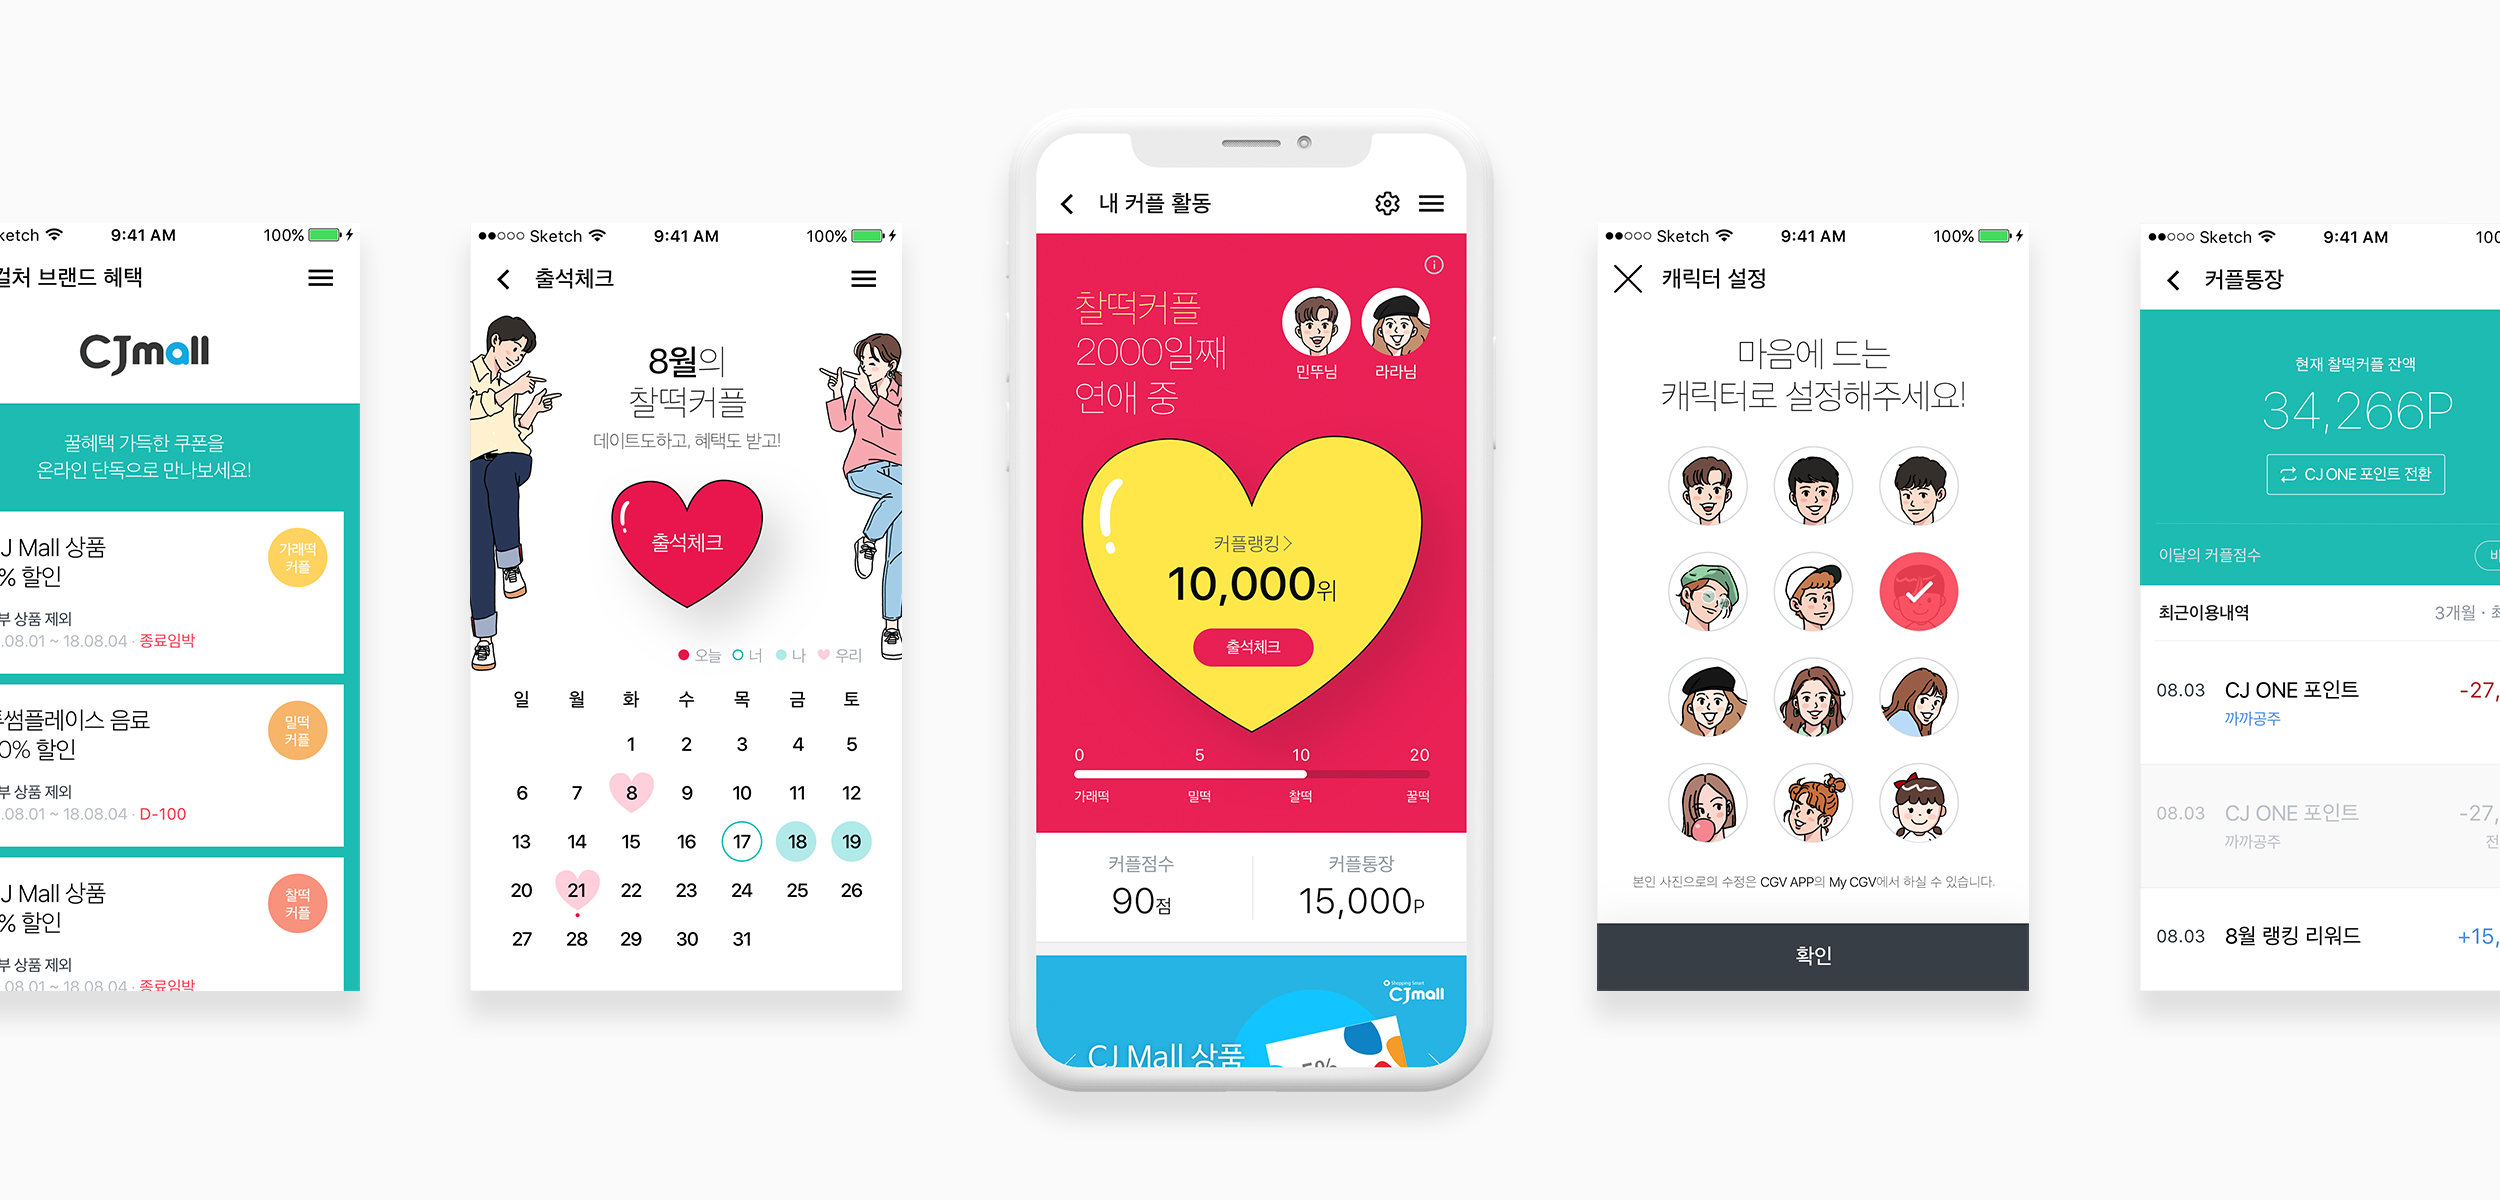 Sketch
9:41 AM
100%
컬처 브랜드 혜택
CJmall
꿀혜택 가득한 쿠폰을
온라인 단독으로 만나보세요!
J Mall 상품
% 할인
가래떡
커플
부 상품 제외
.08.01 ~ 18.08.04 · 종료임박
투썸플레이스 음료
0% 할인
밀떡
커플
부 상품 제외
.08.01 ~ 18.08.04 · D-100
J Mall 상품
% 할인
찰떡
커플
부 상품 제외
.08.01 ~ 18.08.04 · 종료임박
Sketch
9:41 AM
100%
출석체크
8월의
찰떡커플
데이트도하고, 혜택도 받고!
출석체크
오늘 너 나 우리
일 월 화 수 목 금 토
1 2 3 4 5
6 7 8 9 10 11 12
13 14 15 16 17 18 19
20 21 22 23 24 25 26
27 28 29 30 31
내 커플 활동
찰떡커플
2000일째
연애 중
민뚜님
라라님
커플랭킹 >
10,000위
출석체크
0 5 10 20
가래떡 밀떡 찰떡 꿀떡
커플점수
90점
커플통장
15,000P
Shopping Smart
CJmall
CJ Mall 상품
5%
Sketch
9:41 AM
100%
캐릭터 설정
마음에 드는
캐릭터로 설정해주세요!
본인 사진으로의 수정은 CGV APP의 My CGV에서 하실 수 있습니다.
확인
Sketch
9:41 AM
100
커플통장
현재 찰떡커플 잔액
34,266P
CJ ONE 포인트 전환
이달의 커플점수
최근이용내역
3개월 · 최
08.03 CJ ONE 포인트 -27,
까까공주
08.03 CJ ONE 포인트 -27,
까까공주
전
08.03 8월 랭킹 리워드 +15,